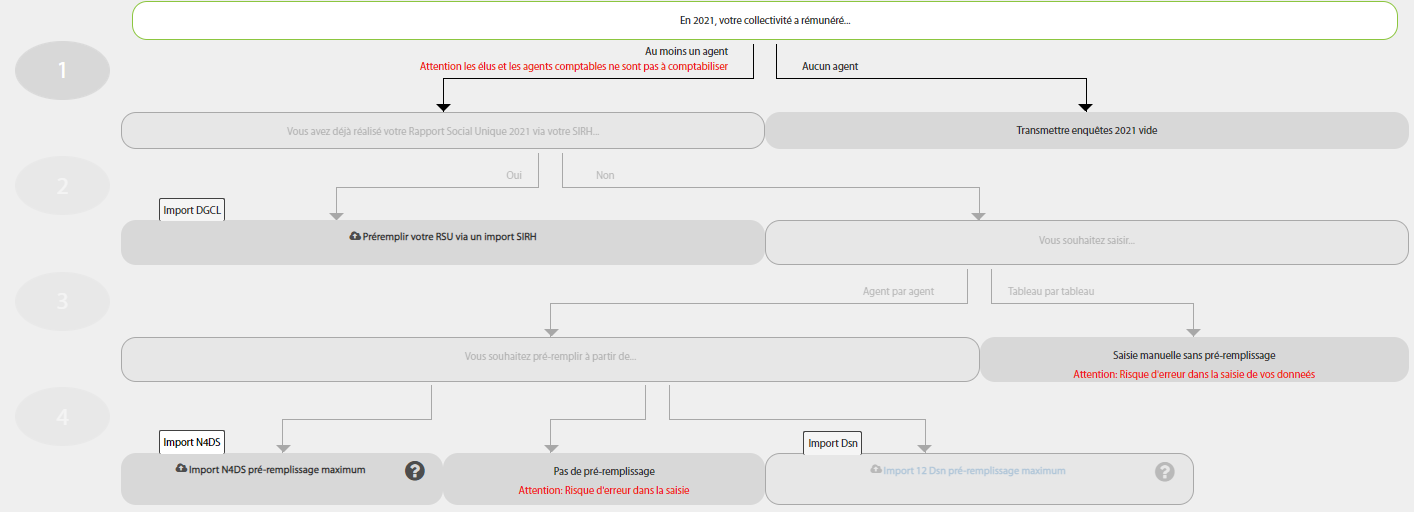 En 2021, votre collectivité a rémunéré...
1
Au moins un agent
Attention les élus et les agents comptables ne sont pas à comptabiliser
Aucun agent
Vous avez déjà réalisé votre Rapport Social Unique 2021 via votre SIRH...
Transmettre enquêtes 2021 vide
2
Oui
Non
Import DGCL
Préremplir votre RSU via un import SIRH
Vous souhaitez saisir...
3
Agent par agent
Tableau par tableau
Vous souhaitez pré-remplir à partir de...
Saisie manuelle sans pré-remplissage
Attention: Risque d'erreur dans la saisie de vos donneés
4
Import N4DS
Import N4DS pré-remplissage maximum
?
Pas de pré-remplissage
Attention: Risque d'erreur dans la saisie
Import Dsn
Import 12 Dsn pré-remplissage maximum
?